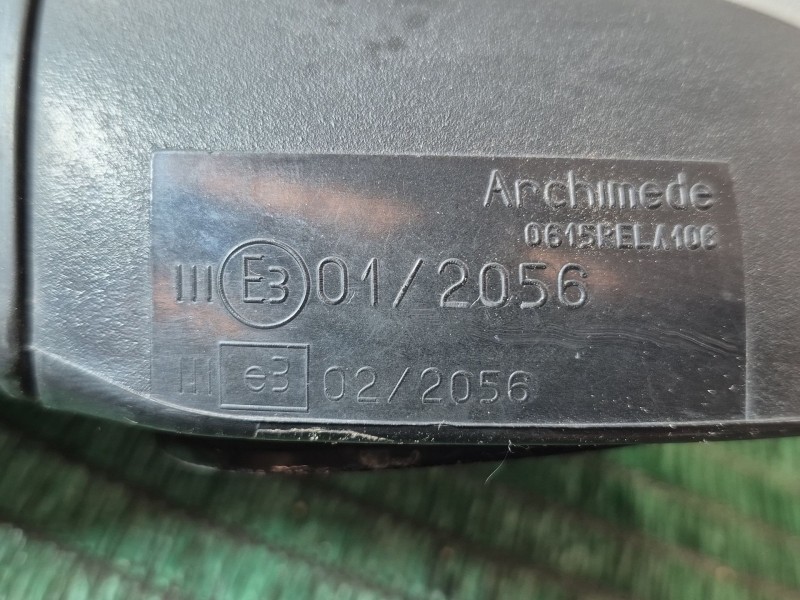 Archimede
0615PELA108
III E3 01/2056
III e3 02/2056